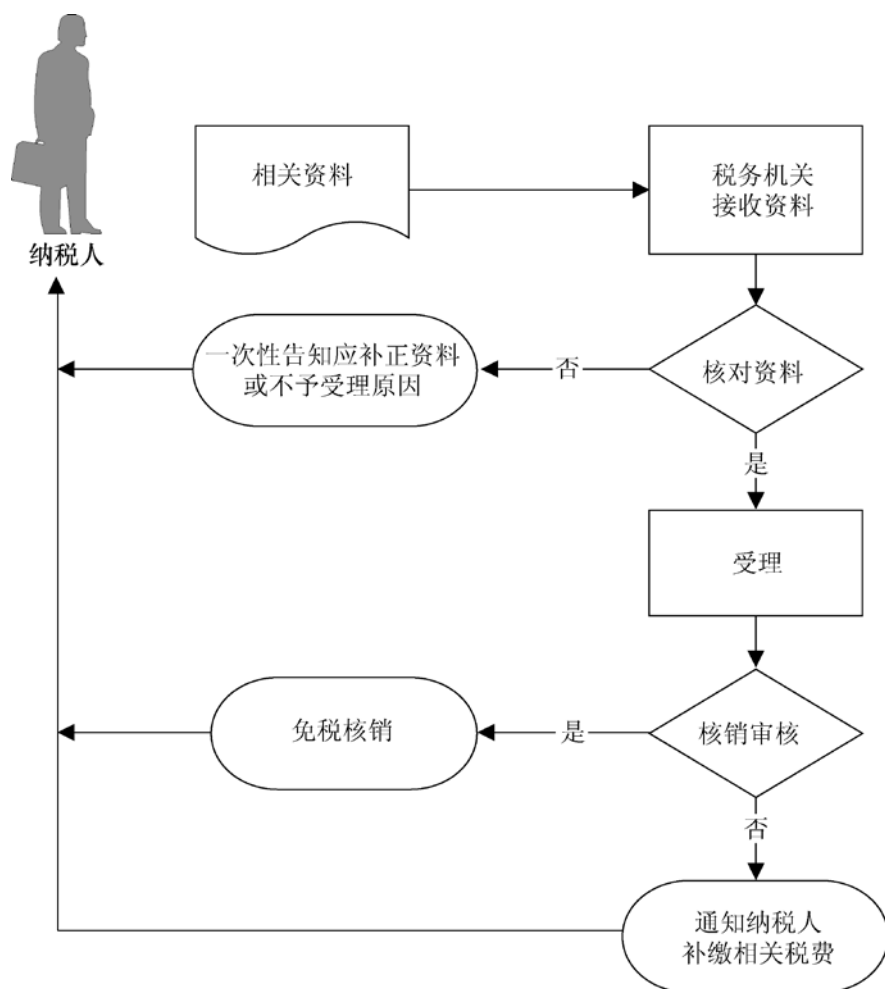 相关资料
税务机关
接收资料
纳税人
一次性告知应补正资料
或不予受理原因
否
核对资料
是
受理
免税核销
是
核销审核
否
通知纳税人
补缴相关税费